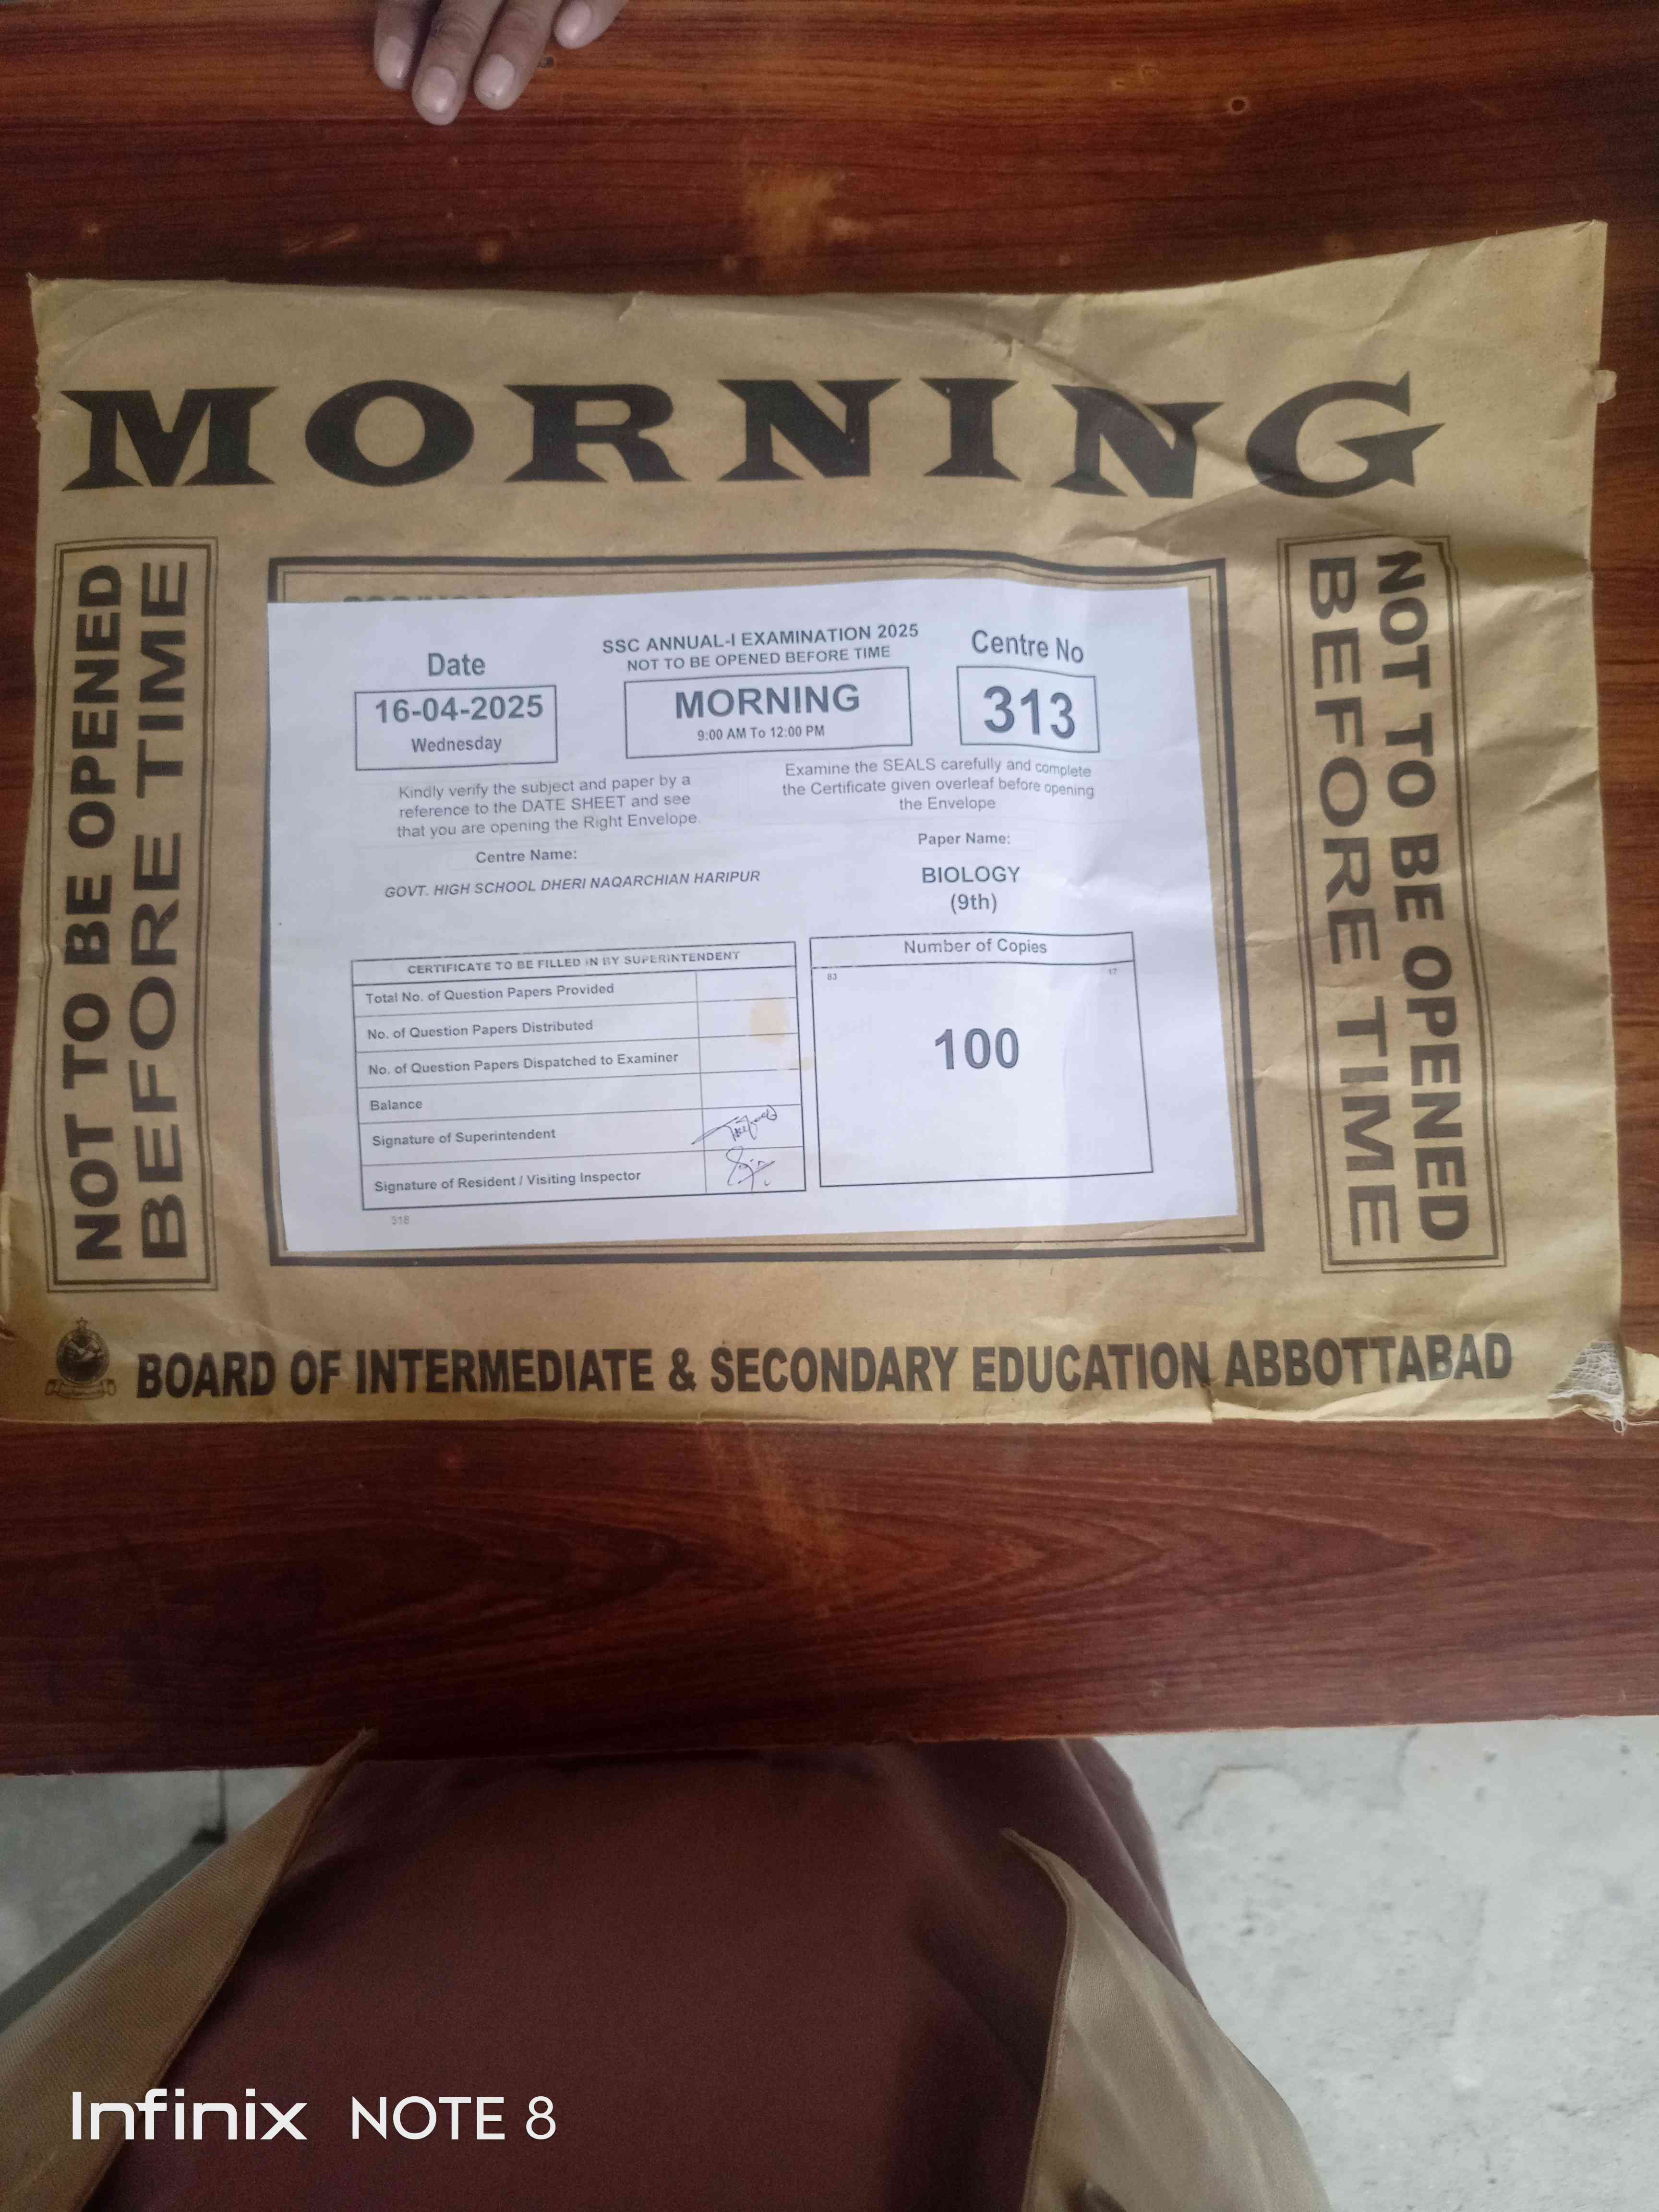 MORNING
NOT TO BE OPENED
BEFORE TIME
SSC ANNUAL-I EXAMINATION 2025
NOT TO BE OPENED BEFORE TIME
Date
16-04-2025
Wednesday
MORNING
9:00 AM To 12:00 PM
Centre No
313
Kindly verify the subject and paper by a
reference to the DATE SHEET and see
that you are opening the Right Envelope.
Examine the SEALS carefully and complete
the Certificate given overleaf before opening
the Envelope
Centre Name:
GOVT. HIGH SCHOOL DHERI NAQARCHIAN HARIPUR
Paper Name:
BIOLOGY
(9th)
CERTIFICATE TO BE FILLED IN BY SUPERINTENDENT
Total No. of Question Papers Provided
No. of Question Papers Distributed
No. of Question Papers Dispatched to Examiner
Balance
Signature of Superintendent
Signature of Resident / Visiting Inspector
Number of Copies
83
100
NOT TO BE OPENED
BEFORE TIME
BOARD OF INTERMEDIATE & SECONDARY EDUCATION ABBOTTABAD
Infinix NOTE 8